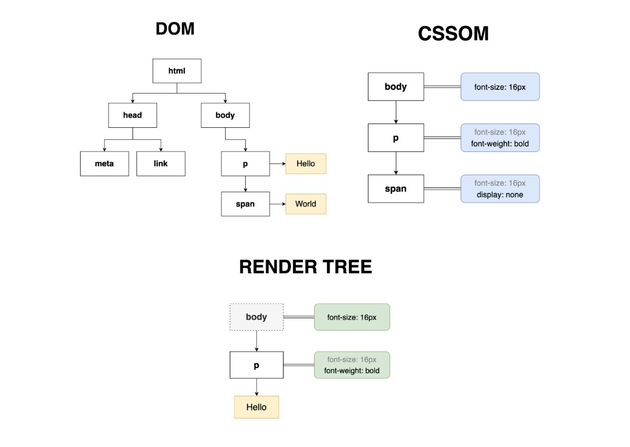 DOM
html
head
body
meta
link
p
Hello
span
World
CSSOM
body
font-size: 16px
p
font-size: 16px
font-weight: bold
span
font-size: 16px
display: none
RENDER TREE
body
font-size: 16px
p
font-size: 16px
font-weight: bold
Hello